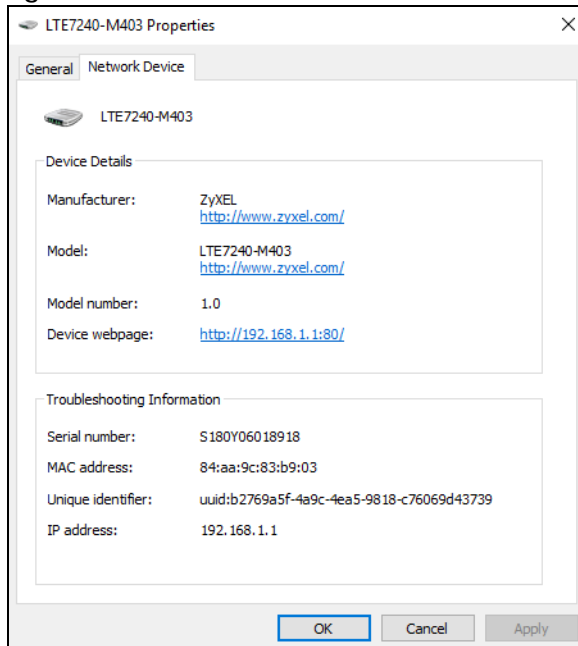 LTE7240-M403 Properties
General Network Device
LTE7240-M403
Device Details
Manufacturer: ZyXEL
http://www.zyxel.com/
Model: LTE7240-M403
http://www.zyxel.com/
Model number: 1.0
Device webpage: http://192.168.1.1:80/
Troubleshooting Information
Serial number: S180Y06018918
MAC address: 84:aa:9c:83:b9:03
Unique identifier: uuid:b2769a5f-4a9c-4ea5-9818-c76069d43739
IP address: 192.168.1.1
OK Cancel Apply